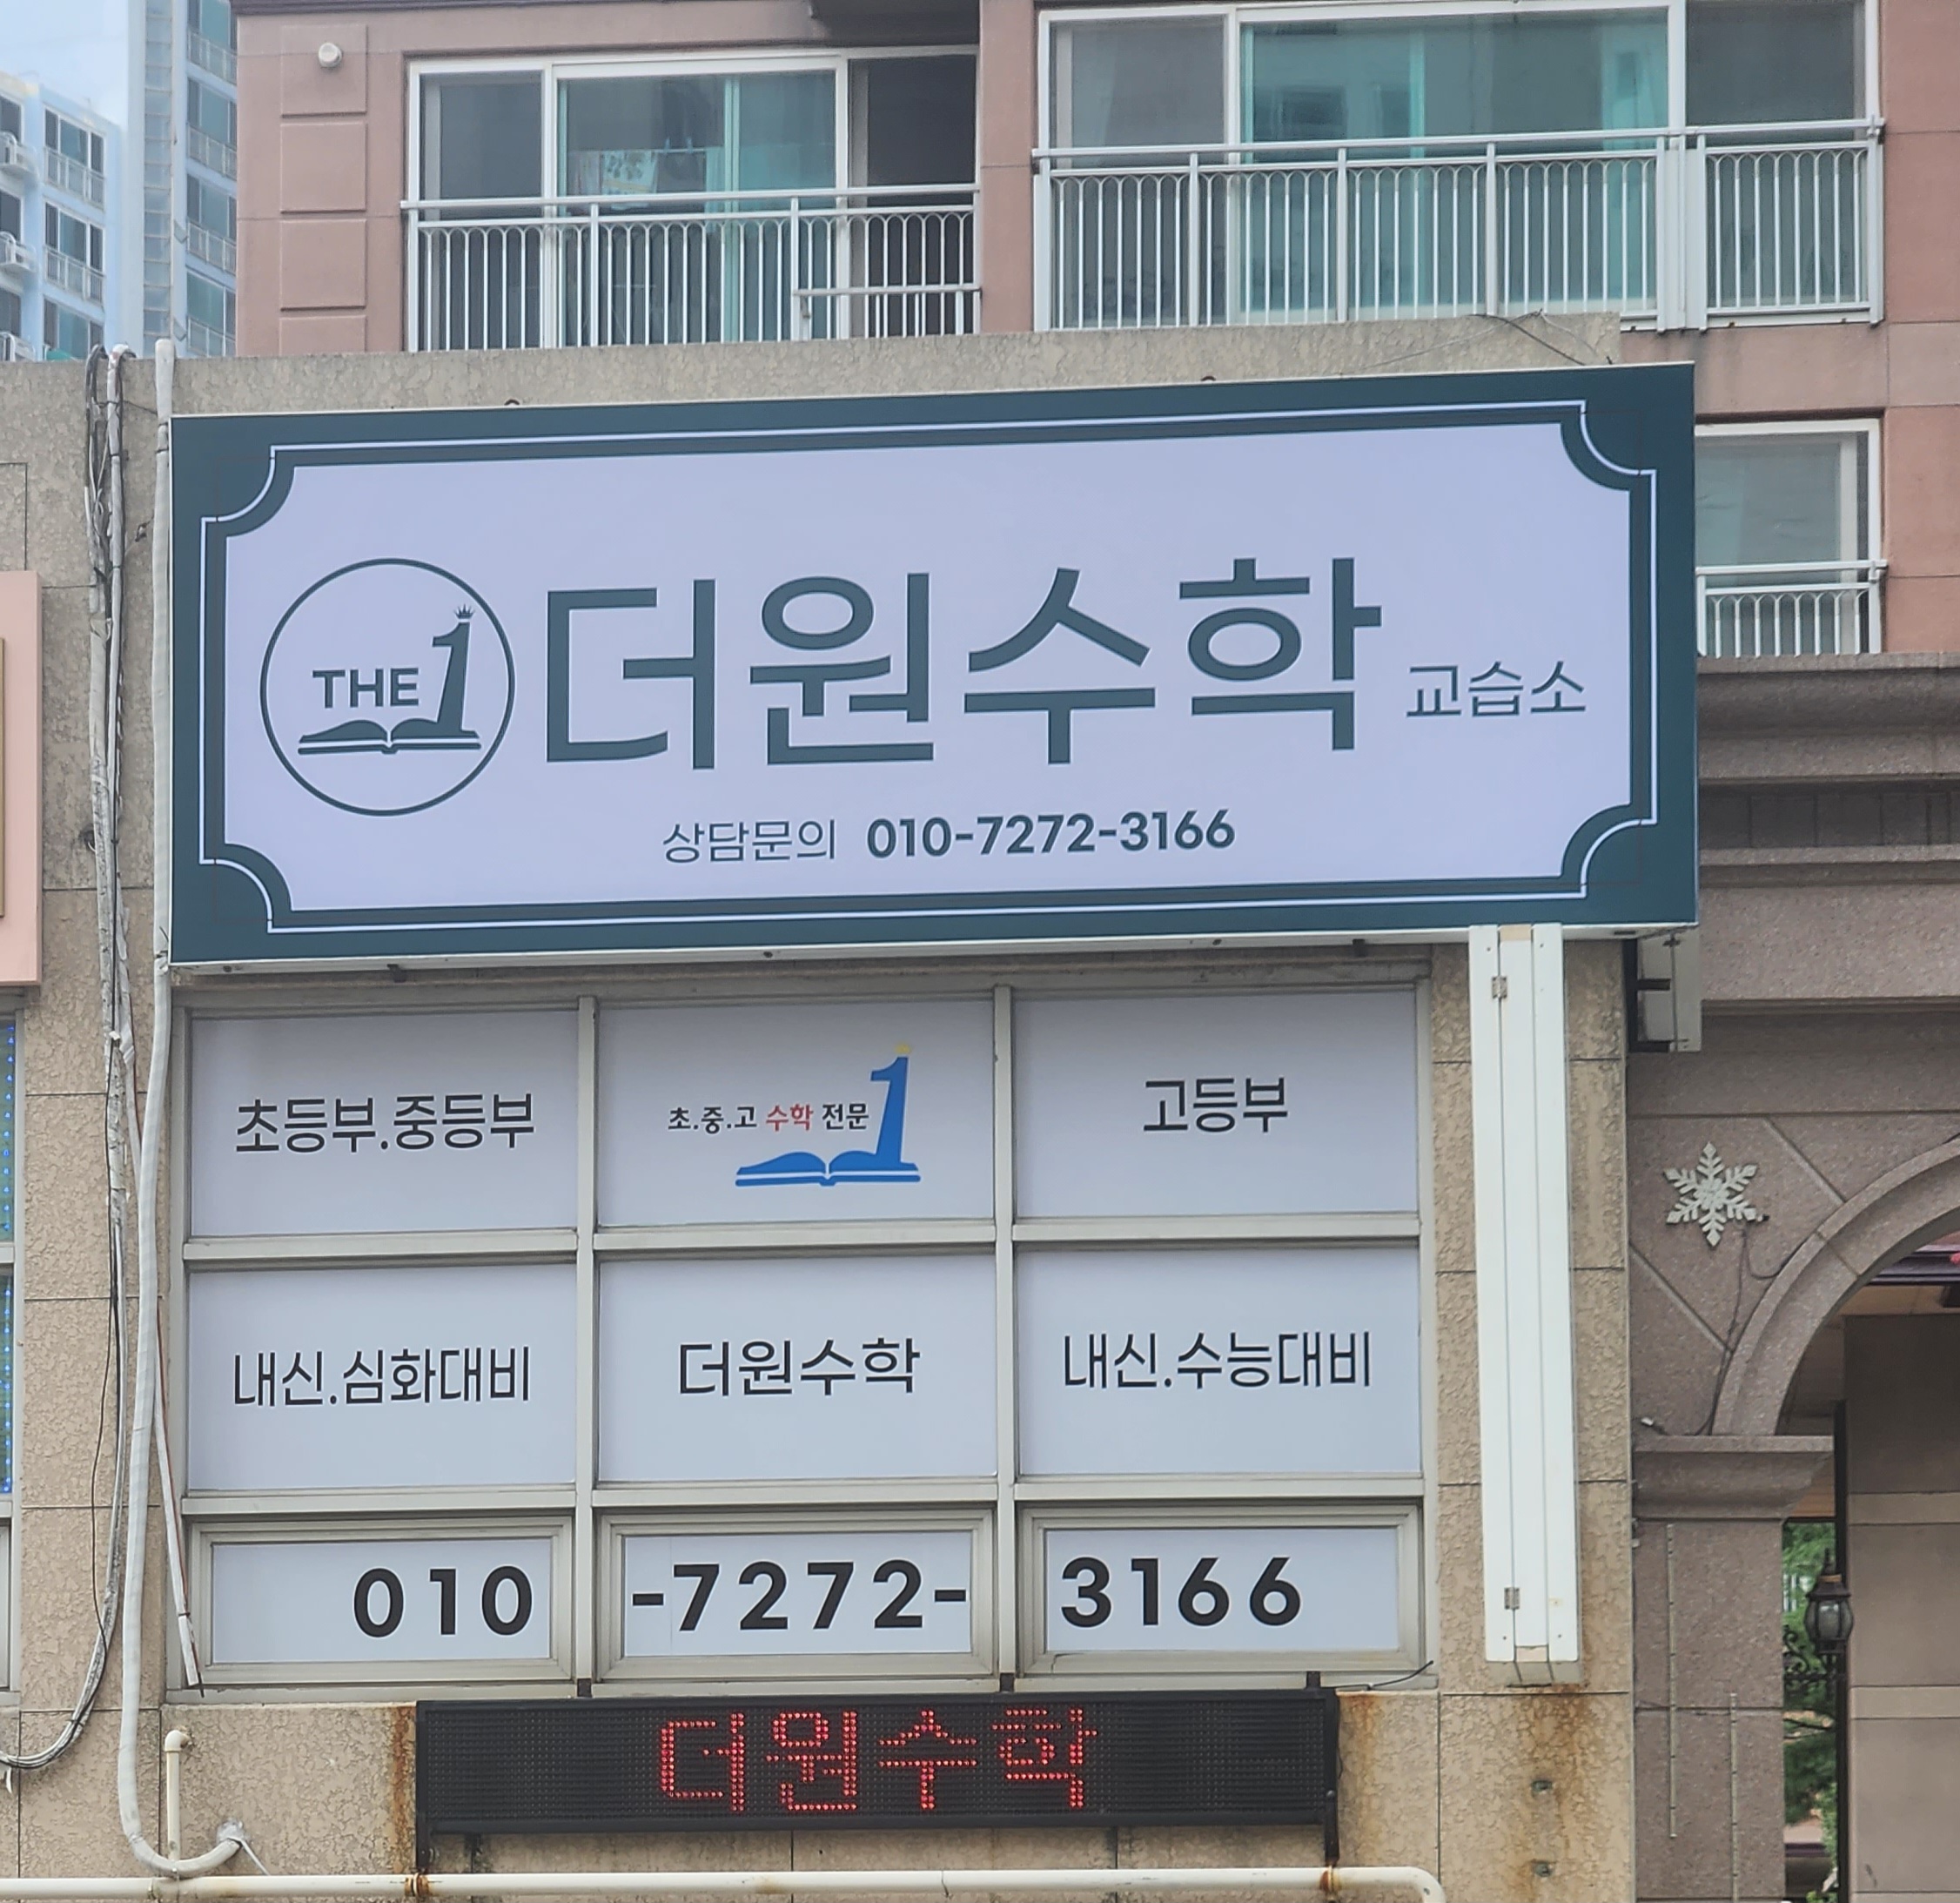 THE 1 더원수학 교습소
상담문의 010-7272-3166
초등부.중등부
초.중.고 수학 전문 1
고등부
내신.심화대비
더원수학
내신.수능대비
010 -7272- 3166
더원수학